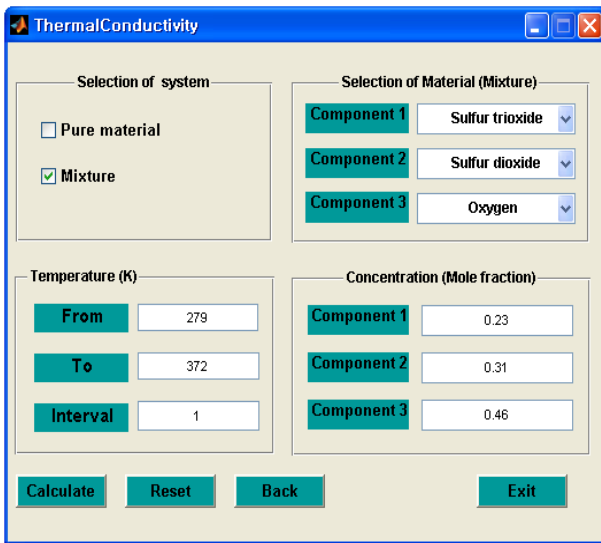 ThermalConductivity
Selection of system
Pure material
Mixture
Selection of Material (Mixture)
Component 1 Sulfur trioxide
Component 2 Sulfur dioxide
Component 3 Oxygen
Temperature (K)
From 279
To 372
Interval 1
Concentration (Mole fraction)
Component 1 0.23
Component 2 0.31
Component 3 0.46
Calculate Reset Back Exit